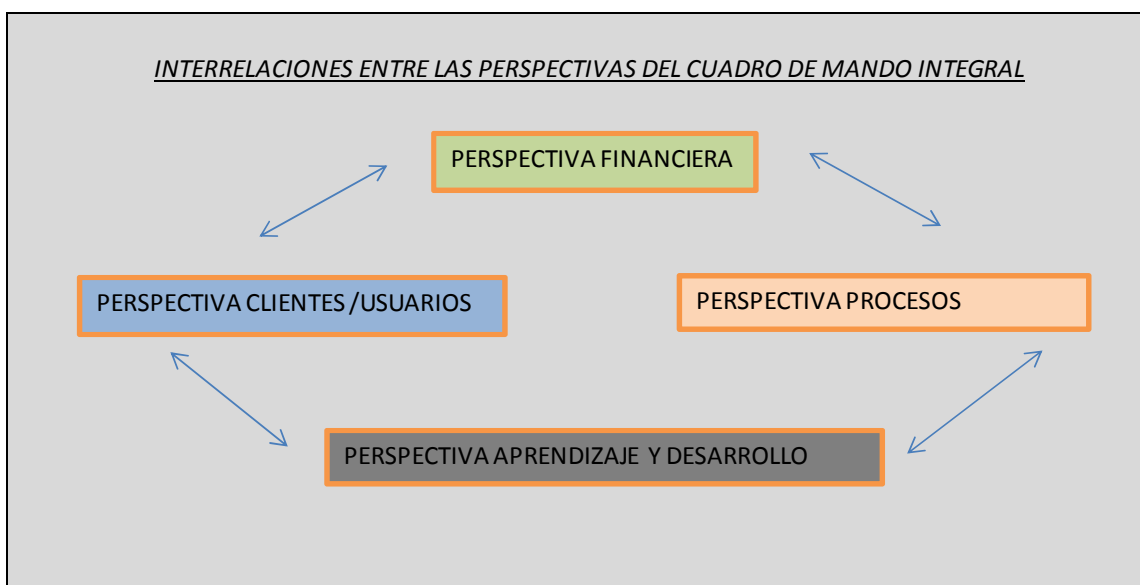 INTERRELACIONES ENTRE LAS PERSPECTIVAS DEL CUADRO DE MANDO INTEGRAL
PERSPECTIVA FINANCIERA
PERSPECTIVA CLIENTES /USUARIOS
PERSPECTIVA PROCESOS
PERSPECTIVA APRENDIZAJE Y DESARROLLO